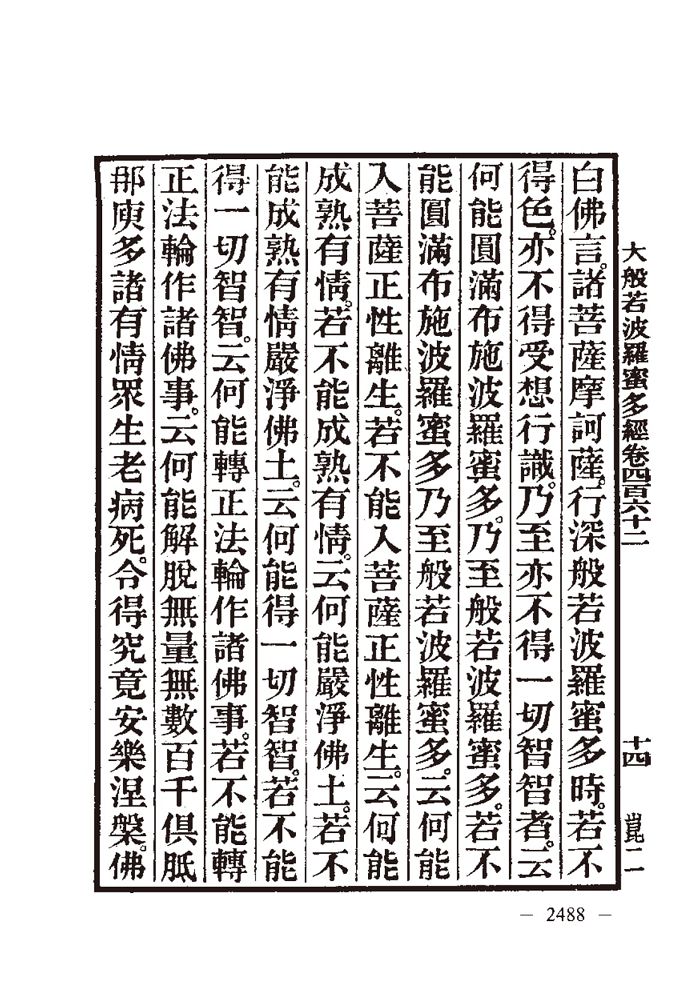 大般若波羅蜜多經卷四百六十二　十四　崑二
白佛言。諸菩薩摩訶薩。行深般若波羅蜜多時。若不
得色。亦不得受想行識。乃至亦不得一切智智者。云
何能圓滿布施波羅蜜多。乃至般若波羅蜜多。若不
能圓滿布施波羅蜜多乃至般若波羅蜜多。云何能
入菩薩正性離生。若不能入菩薩正性離生。云何能
成熟有情。若不能成熟有情。云何能嚴淨佛土。若不
能成熟有情嚴淨佛土。云何能得一切智智。若不能
得一切智智。云何能轉正法輪作諸佛事。若不能轉
正法輪作諸佛事。云何能解脫無量無數百千俱胝
那庾多諸有情眾生老病死。令得究竟安樂涅槃。佛
— 2488 —